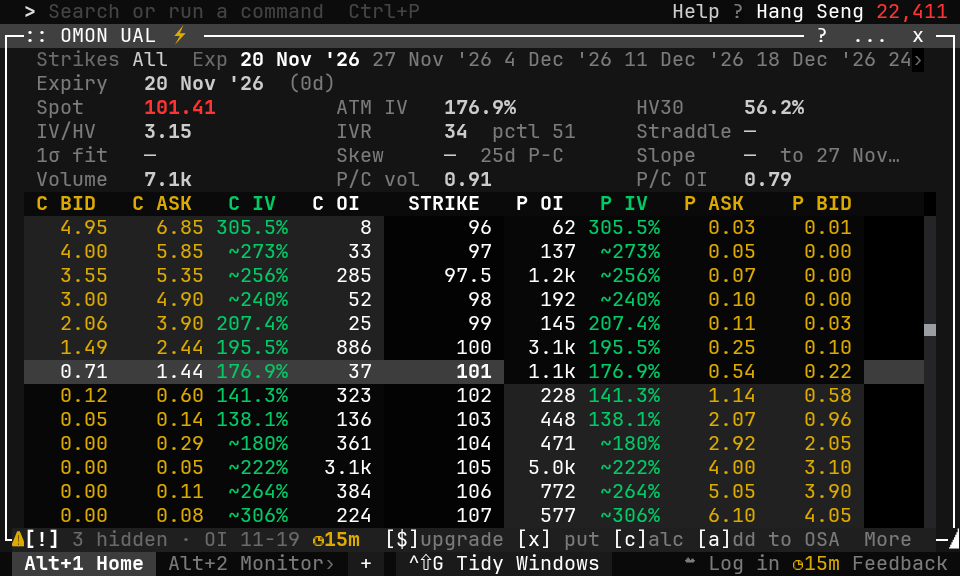 > Search or run a command  Ctrl+P  Help ? Hang Seng 22,411
:: OMON UAL ⚡ ? ... x
Strikes All  Exp 20 Nov '26 27 Nov '26 4 Dec '26 11 Dec '26 18 Dec '26 24›
Expiry  20 Nov '26  (0d)
Spot  101.41  ATM IV  176.9%  HV30  56.2%
IV/HV  3.15  IVR  34  pctl 51  Straddle —
1σ fit  —  Skew  —  25d P-C  Slope  —  to 27 Nov…
Volume  7.1k  P/C vol  0.91  P/C OI  0.79
C BID  C ASK  C IV  C OI  STRIKE  P OI  P IV  P ASK  P BID
4.95  6.85  305.5%  8  96  62  305.5%  0.03  0.01
4.00  5.85  ~273%  33  97  137  ~273%  0.05  0.00
3.55  5.35  ~256%  285  97.5  1.2k  ~256%  0.07  0.00
3.00  4.90  ~240%  52  98  192  ~240%  0.10  0.00
2.06  3.90  207.4%  25  99  145  207.4%  0.11  0.03
1.49  2.44  195.5%  886  100  3.1k  195.5%  0.25  0.10
0.71  1.44  176.9%  37  101  1.1k  176.9%  0.54  0.22
0.12  0.60  141.3%  323  102  228  141.3%  1.14  0.58
0.05  0.14  138.1%  136  103  448  138.1%  2.07  0.96
0.00  0.29  ~180%  361  104  471  ~180%  2.92  2.05
0.00  0.05  ~222%  3.1k  105  5.0k  ~222%  4.00  3.10
0.00  0.11  ~264%  384  106  772  ~264%  5.05  3.90
0.00  0.08  ~306%  224  107  577  ~306%  6.10  4.05
⚠[!] 3 hidden · OI 11-19 ◷15m  [$]upgrade [x] put [c]alc [a]dd to OSA  More
Alt+1 Home  Alt+2 Monitor›  +  ^⇧G Tidy Windows  Log in ◷15m Feedback